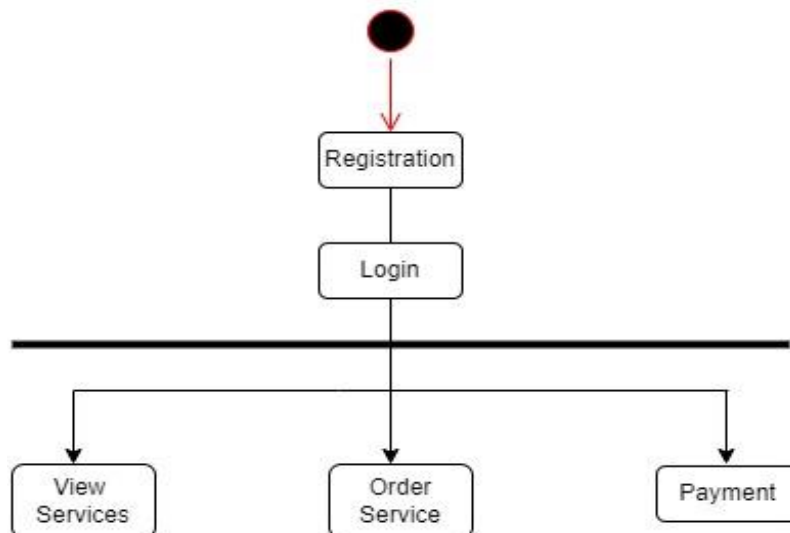 Registration
Login
View
Services
Order
Service
Payment